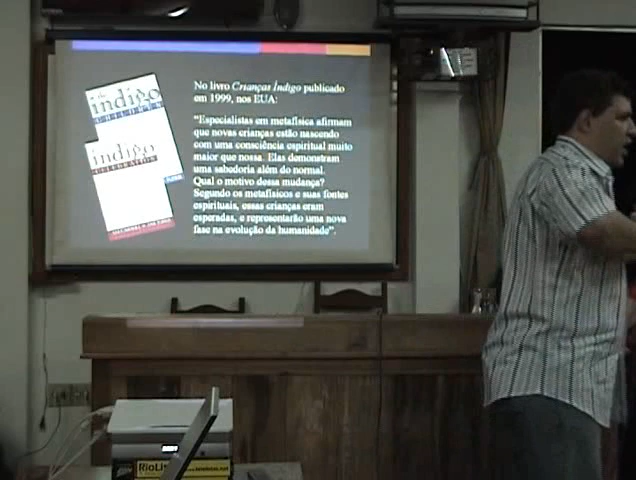 No livro Crianças Índigo publicado
em 1999, nos EUA:
"Especialistas em metafísica afirmam
que novas crianças estão nascendo
com uma consciência espiritual muito
maior que nossa. Elas demonstram
uma sabedoria além do normal.
Qual o motivo dessa mudança?
Segundo os metafísicos e suas fontes
espirituais, essas crianças eram
esperadas, e representarão uma nova
fase na evolução da humanidade".
the
indigo
CHILDREN
indigo
CELEBRATION